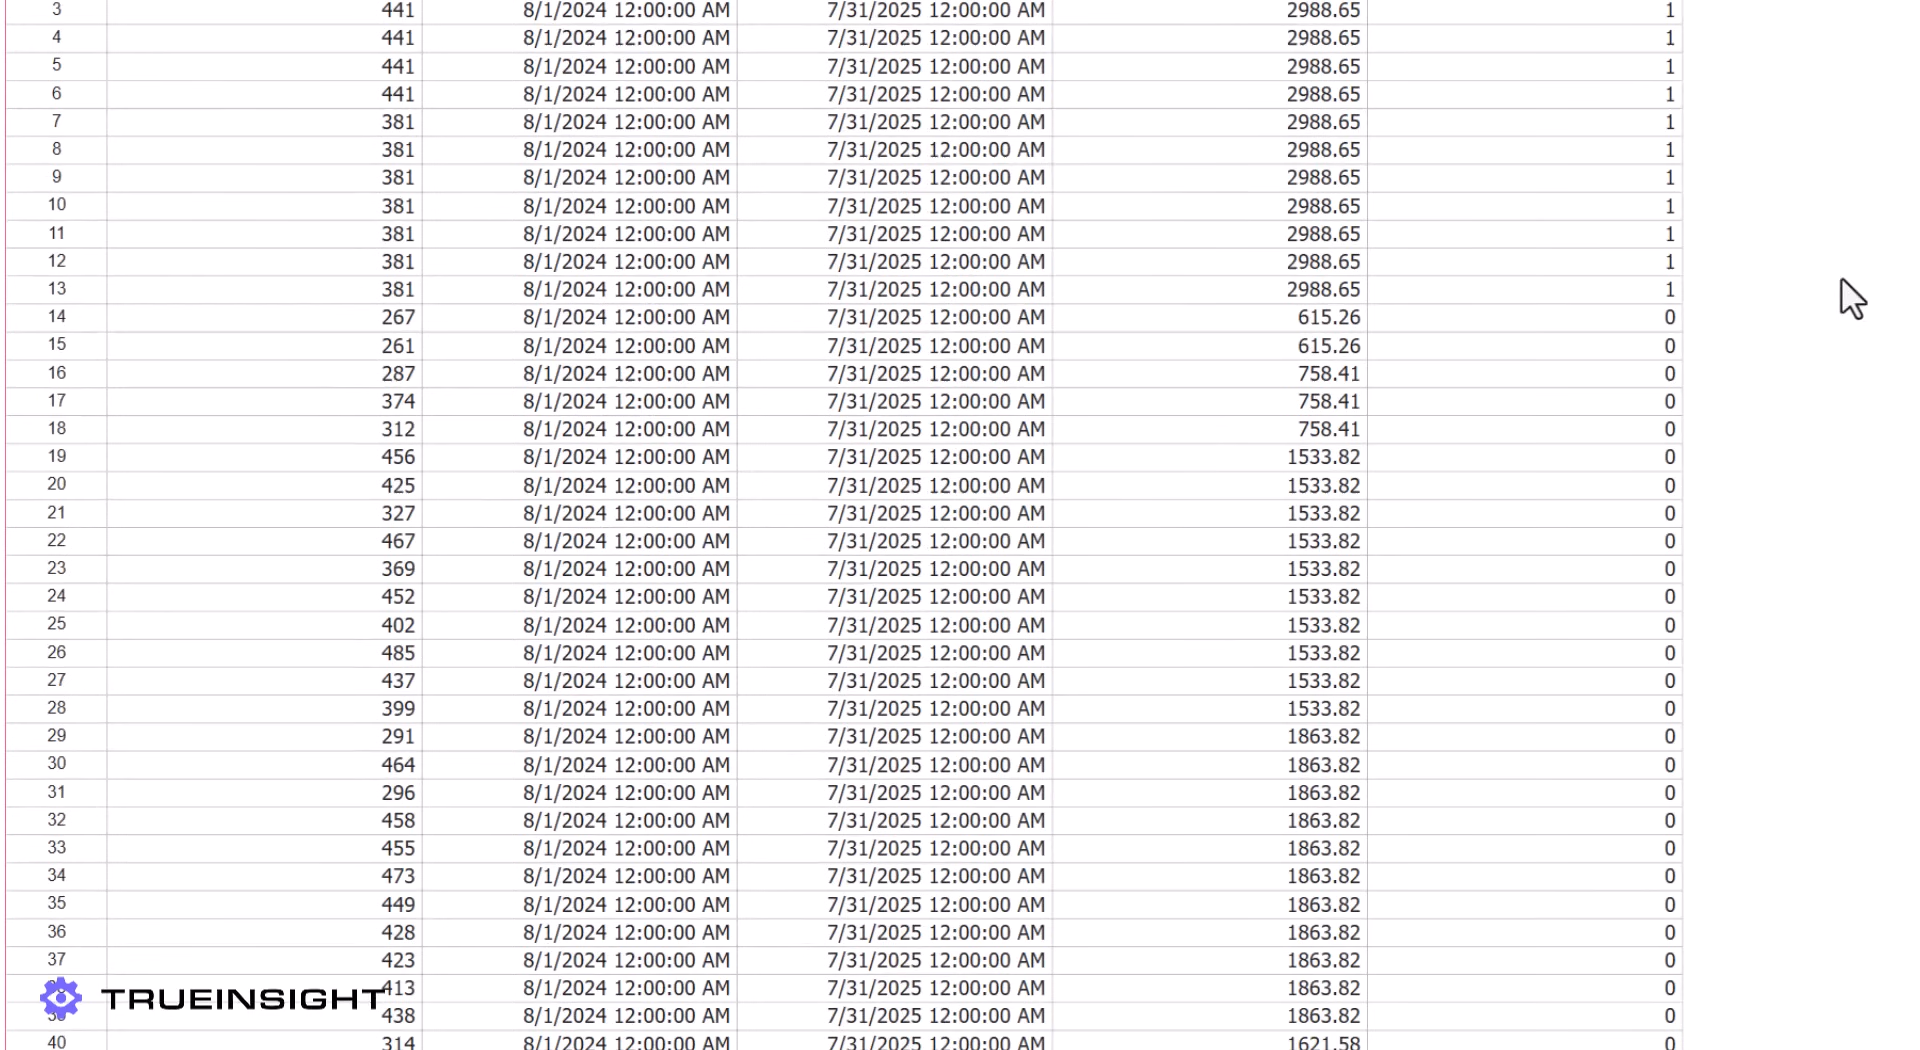 3 441 8/1/2024 12:00:00 AM 7/31/2025 12:00:00 AM 2988.65 1
4 441 8/1/2024 12:00:00 AM 7/31/2025 12:00:00 AM 2988.65 1
5 441 8/1/2024 12:00:00 AM 7/31/2025 12:00:00 AM 2988.65 1
6 441 8/1/2024 12:00:00 AM 7/31/2025 12:00:00 AM 2988.65 1
7 381 8/1/2024 12:00:00 AM 7/31/2025 12:00:00 AM 2988.65 1
8 381 8/1/2024 12:00:00 AM 7/31/2025 12:00:00 AM 2988.65 1
9 381 8/1/2024 12:00:00 AM 7/31/2025 12:00:00 AM 2988.65 1
10 381 8/1/2024 12:00:00 AM 7/31/2025 12:00:00 AM 2988.65 1
11 381 8/1/2024 12:00:00 AM 7/31/2025 12:00:00 AM 2988.65 1
12 381 8/1/2024 12:00:00 AM 7/31/2025 12:00:00 AM 2988.65 1
13 381 8/1/2024 12:00:00 AM 7/31/2025 12:00:00 AM 2988.65 1
14 267 8/1/2024 12:00:00 AM 7/31/2025 12:00:00 AM 615.26 0
15 261 8/1/2024 12:00:00 AM 7/31/2025 12:00:00 AM 615.26 0
16 287 8/1/2024 12:00:00 AM 7/31/2025 12:00:00 AM 758.41 0
17 374 8/1/2024 12:00:00 AM 7/31/2025 12:00:00 AM 758.41 0
18 312 8/1/2024 12:00:00 AM 7/31/2025 12:00:00 AM 758.41 0
19 456 8/1/2024 12:00:00 AM 7/31/2025 12:00:00 AM 1533.82 0
20 425 8/1/2024 12:00:00 AM 7/31/2025 12:00:00 AM 1533.82 0
21 327 8/1/2024 12:00:00 AM 7/31/2025 12:00:00 AM 1533.82 0
22 467 8/1/2024 12:00:00 AM 7/31/2025 12:00:00 AM 1533.82 0
23 369 8/1/2024 12:00:00 AM 7/31/2025 12:00:00 AM 1533.82 0
24 452 8/1/2024 12:00:00 AM 7/31/2025 12:00:00 AM 1533.82 0
25 402 8/1/2024 12:00:00 AM 7/31/2025 12:00:00 AM 1533.82 0
26 485 8/1/2024 12:00:00 AM 7/31/2025 12:00:00 AM 1533.82 0
27 437 8/1/2024 12:00:00 AM 7/31/2025 12:00:00 AM 1533.82 0
28 399 8/1/2024 12:00:00 AM 7/31/2025 12:00:00 AM 1533.82 0
29 291 8/1/2024 12:00:00 AM 7/31/2025 12:00:00 AM 1863.82 0
30 464 8/1/2024 12:00:00 AM 7/31/2025 12:00:00 AM 1863.82 0
31 296 8/1/2024 12:00:00 AM 7/31/2025 12:00:00 AM 1863.82 0
32 458 8/1/2024 12:00:00 AM 7/31/2025 12:00:00 AM 1863.82 0
33 455 8/1/2024 12:00:00 AM 7/31/2025 12:00:00 AM 1863.82 0
34 473 8/1/2024 12:00:00 AM 7/31/2025 12:00:00 AM 1863.82 0
35 449 8/1/2024 12:00:00 AM 7/31/2025 12:00:00 AM 1863.82 0
36 428 8/1/2024 12:00:00 AM 7/31/2025 12:00:00 AM 1863.82 0
37 423 8/1/2024 12:00:00 AM 7/31/2025 12:00:00 AM 1863.82 0
413 8/1/2024 12:00:00 AM 7/31/2025 12:00:00 AM 1863.82 0
TRUEINSIGHT
438 8/1/2024 12:00:00 AM 7/31/2025 12:00:00 AM 1863.82 0
40 314 8/1/2024 12:00:00 AM 7/31/2025 12:00:00 AM 1621.58 0